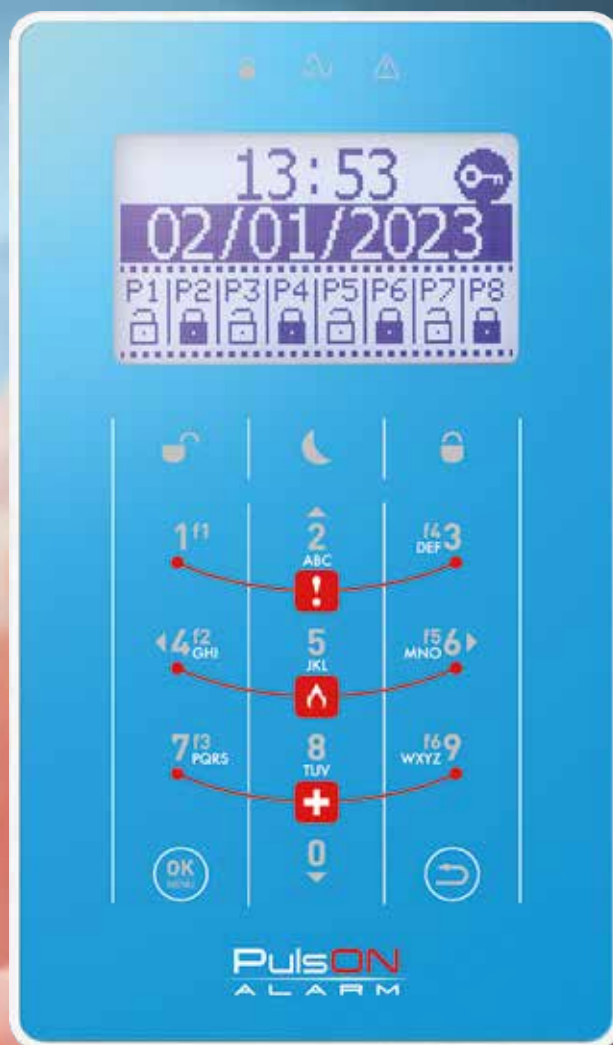 13:53
02/01/2023
P1 P2 P3 P4 P5 P6 P7 P8
1 f1 2 ABC f4 DEF 3
4 f2 GHI 5 JKL f5 MNO 6
7 f3 PQRS 8 TUV f6 WXYZ 9
OK MENU 0
PulsON
ALARM